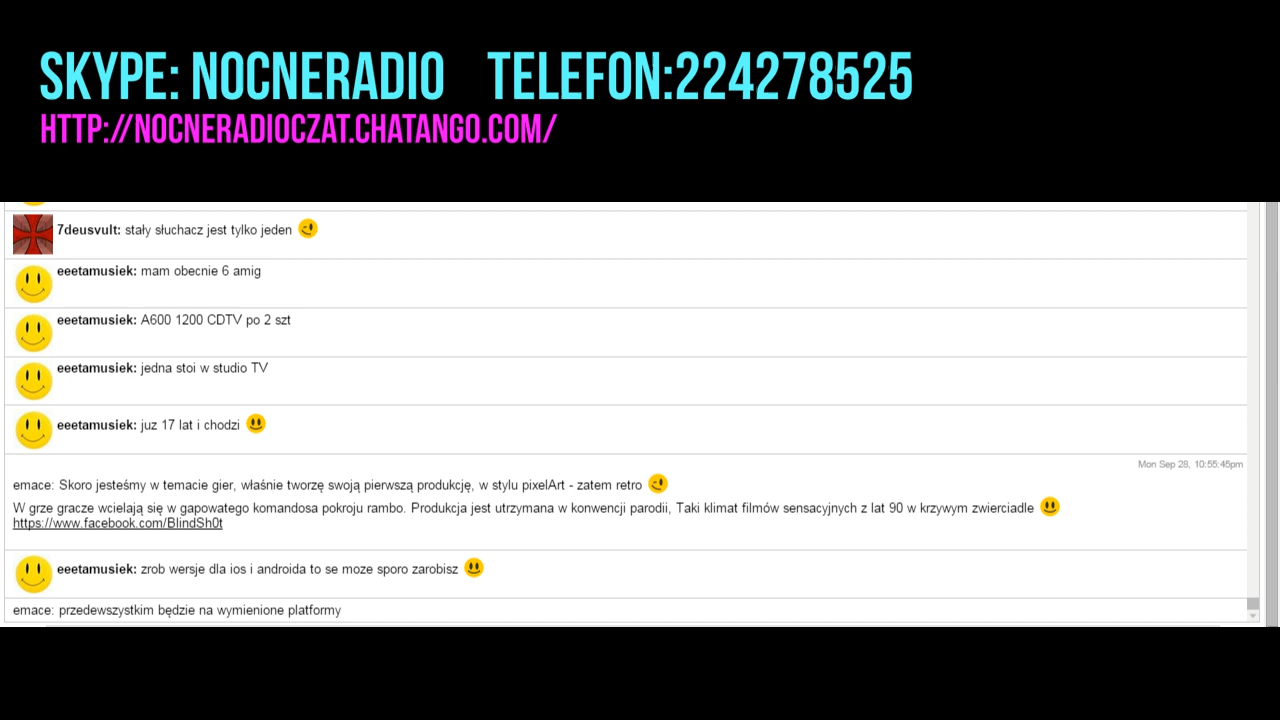 SKYPE: NOCNERADIO TELEFON:224278525
HTTP://NOCNERADIOCZAT.CHATANGO.COM/
7deusvult: stały słuchacz jest tylko jeden
eeetamusiek: mam obecnie 6 amig
eeetamusiek: A600 1200 CDTV po 2 szt
eeetamusiek: jedna stoi w studio TV
eeetamusiek: juz 17 lat i chodzi
Mon Sep 28, 10:55:45pm
emace: Skoro jesteśmy w temacie gier, właśnie tworzę swoją pierwszą produkcję, w stylu pixelArt - zatem retro
W grze gracze wcielają się w gapowatego komandosa pokroju rambo. Produkcja jest utrzymana w konwencji parodii, Taki klimat filmów sensacyjnych z lat 90 w krzywym zwierciadle
https://www.facebook.com/BlindSh0t
eeetamusiek: zrob wersje dla ios i androida to se moze sporo zarobisz
emace: przedewszystkim będzie na wymienione platformy